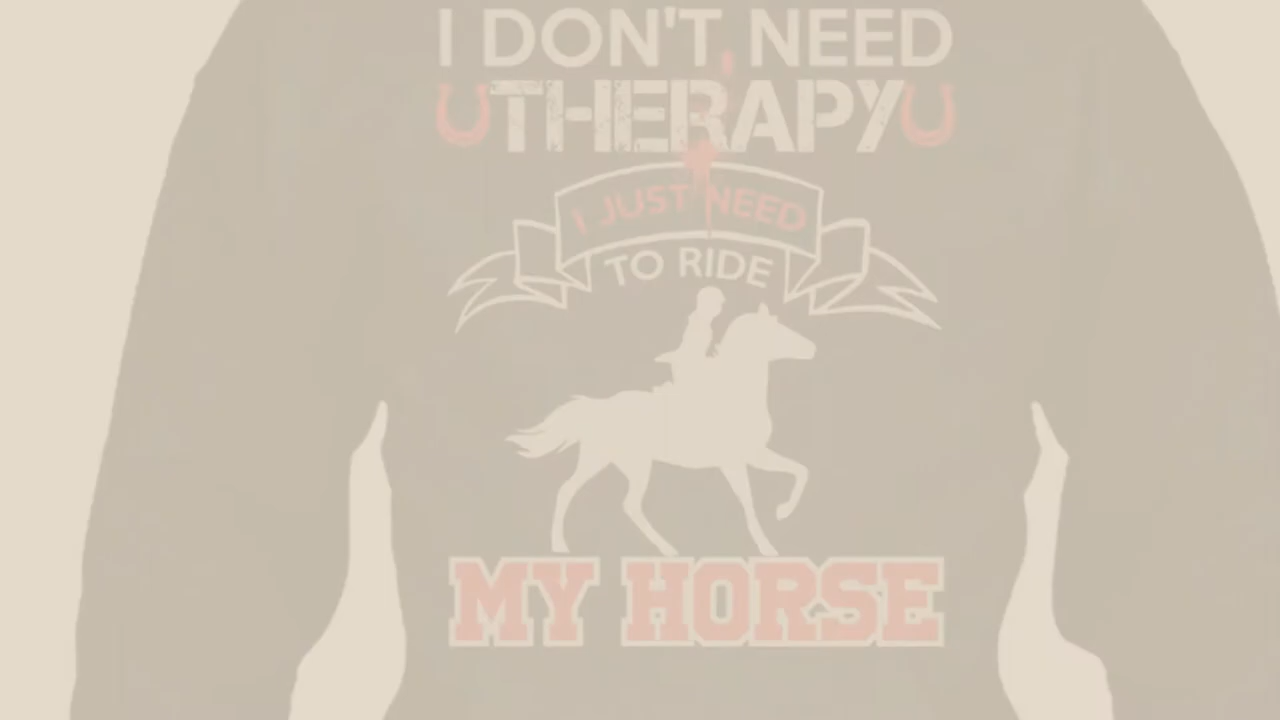 I DON'T NEED
THERAPY
I JUST NEED
TO RIDE
MY HORSE